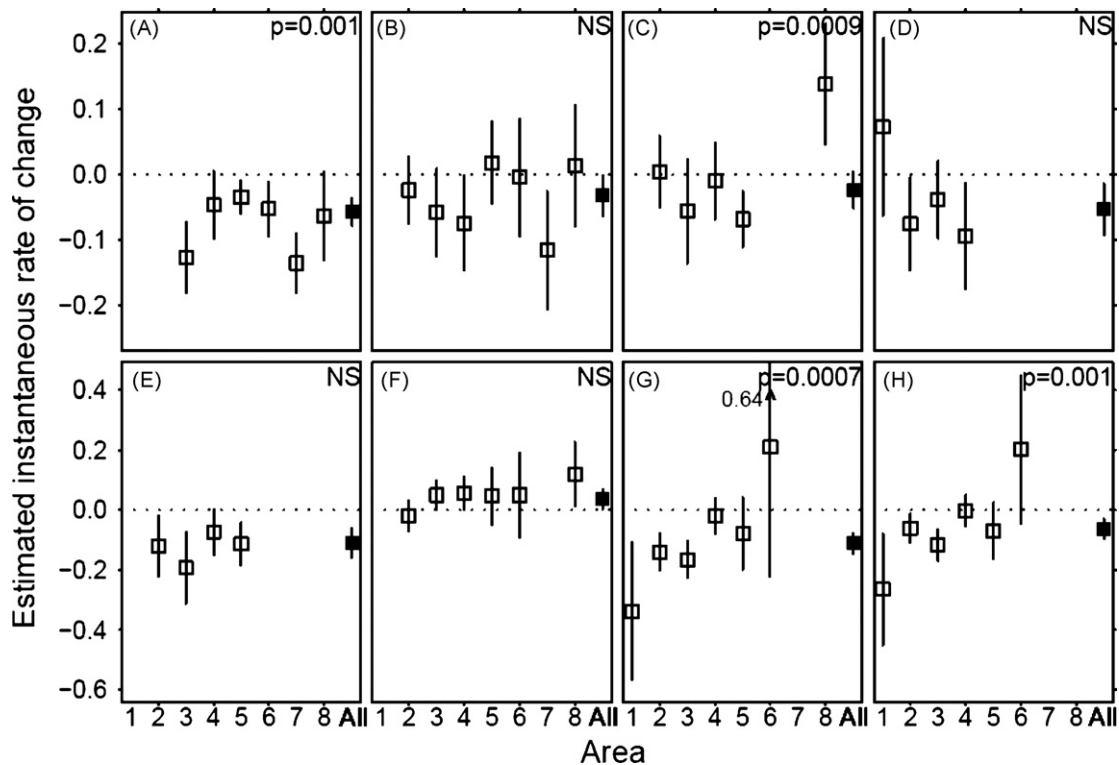 Estimated instantaneous rate of change
(A) p=0.001 (B) NS (C) p=0.0009 (D) NS
0.2
0.1
0.0
−0.1
−0.2
(E) NS (F) NS (G) p=0.0007 (H) p=0.001
0.64
0.4
0.2
0.0
−0.2
−0.4
−0.6
1 2 3 4 5 6 7 8 All 2 3 4 5 6 7 8 All 1 2 3 4 5 6 7 8 All 1 2 3 4 5 6 7 8 All
Area